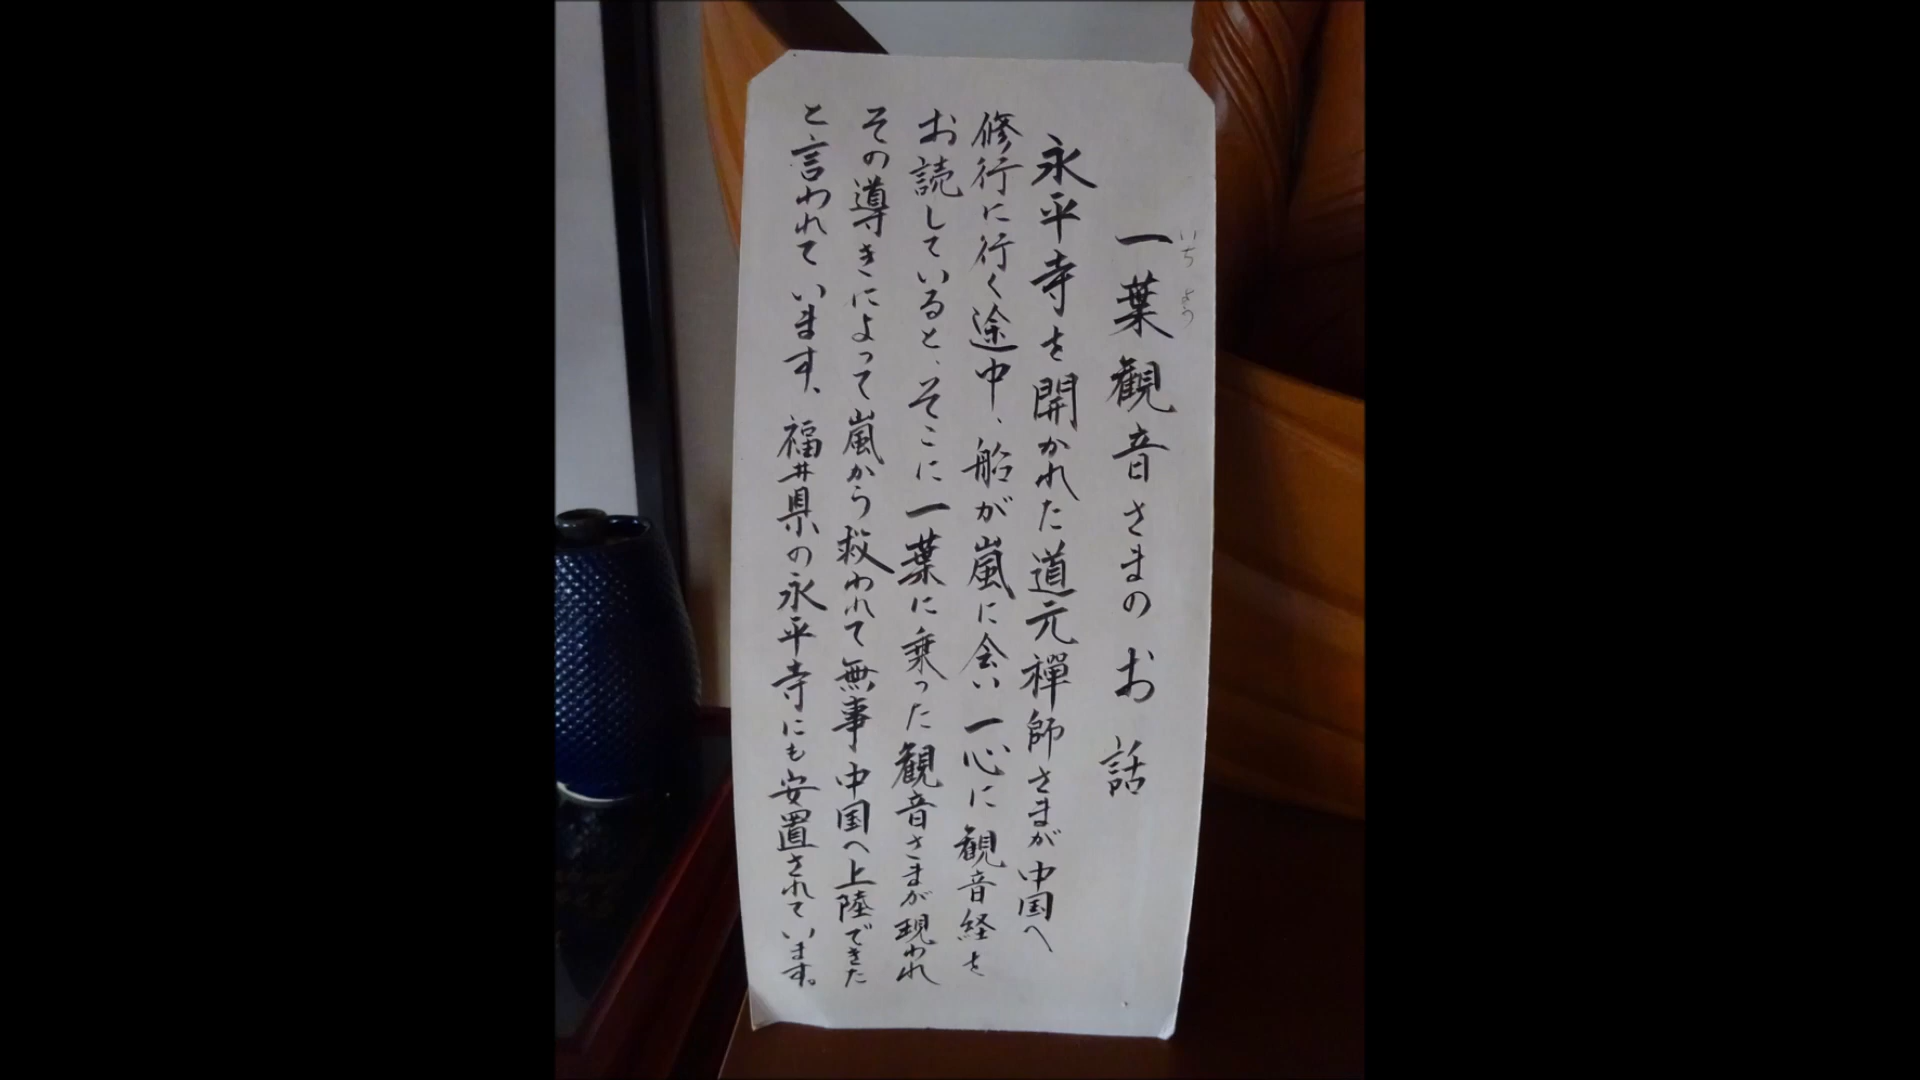 一葉観音さまのお話
いちよう
永平寺を開かれた道元禅師さまが中国へ
修行に行く途中、船が嵐に会い一心に観音経を
お読していると、そこに一葉に乗った観音さまが現われ
その導きによって嵐から救われて無事中国へ上陸できた
と言われています、福井県の永平寺にも安置されています。